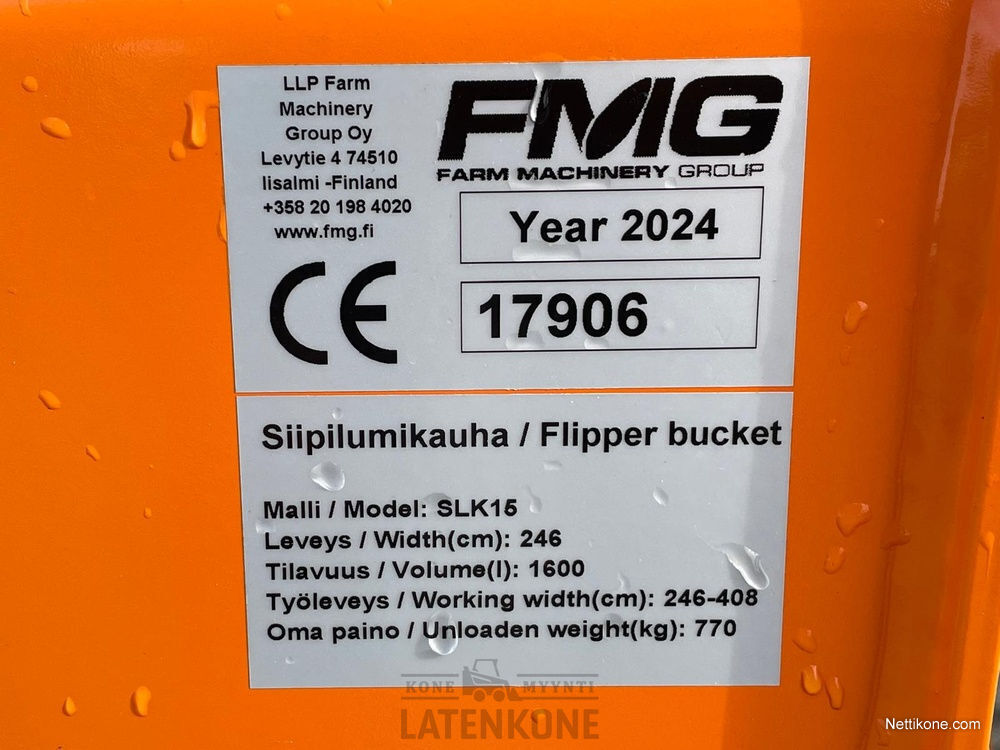 LLP Farm
Machinery
Group Oy
Levytie 4 74510
Iisalmi -Finland
+358 20 198 4020
www.fmg.fi
FMG
FARM MACHINERY GROUP
Year 2024
17906
CE
Siipilumikauha / Flipper bucket
Malli / Model: SLK15
Leveys / Width(cm): 246
Tilavuus / Volume(l): 1600
Työleveys / Working width(cm): 246-408
Oma paino / Unloaden weight(kg): 770
KONE MYYNTI
LATENKONE
Nettikone.com